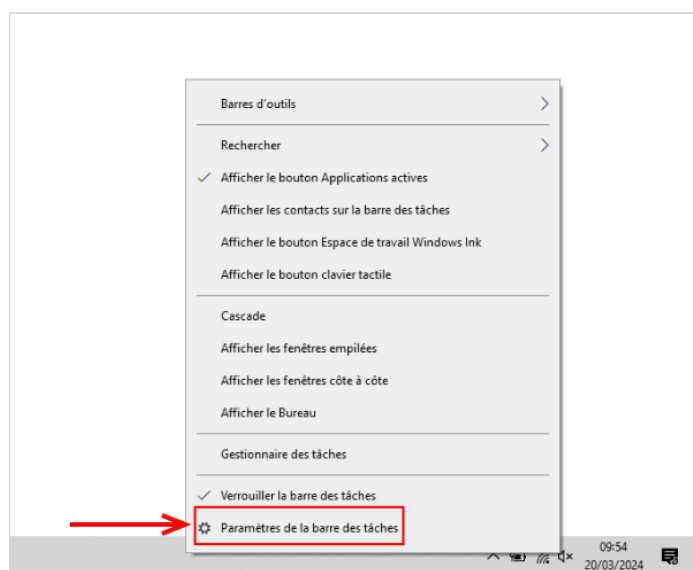 Barres d'outils
Rechercher
Afficher le bouton Applications actives
Afficher les contacts sur la barre des tâches
Afficher le bouton Espace de travail Windows Ink
Afficher le bouton clavier tactile
Cascade
Afficher les fenêtres empilées
Afficher les fenêtres côte à côte
Afficher le Bureau
Gestionnaire des tâches
Verrouiller la barre des tâches
Paramètres de la barre des tâches
09:54
20/03/2024